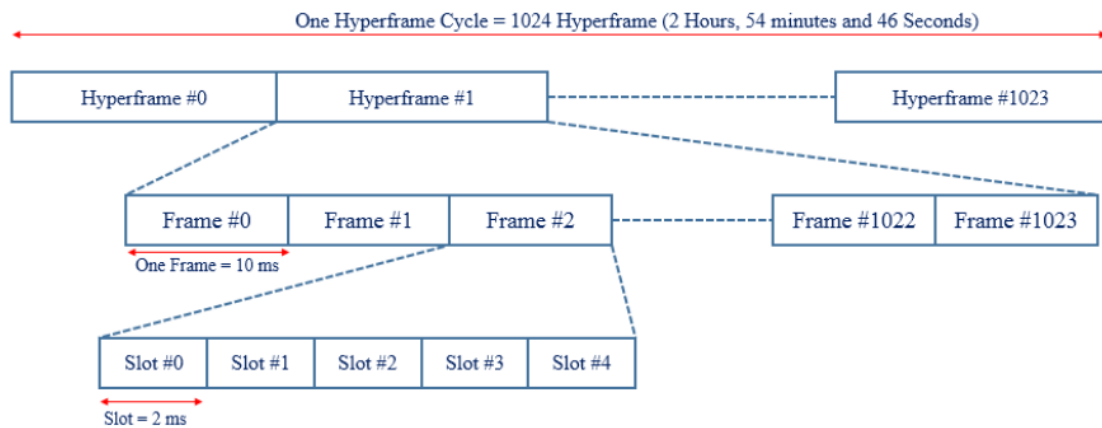 One Hyperframe Cycle = 1024 Hyperframe (2 Hours, 54 minutes and 46 Seconds)
Hyperframe #0 Hyperframe #1 Hyperframe #1023
Frame #0 Frame #1 Frame #2 Frame #1022 Frame #1023
One Frame = 10 ms
Slot #0 Slot #1 Slot #2 Slot #3 Slot #4
Slot = 2 ms